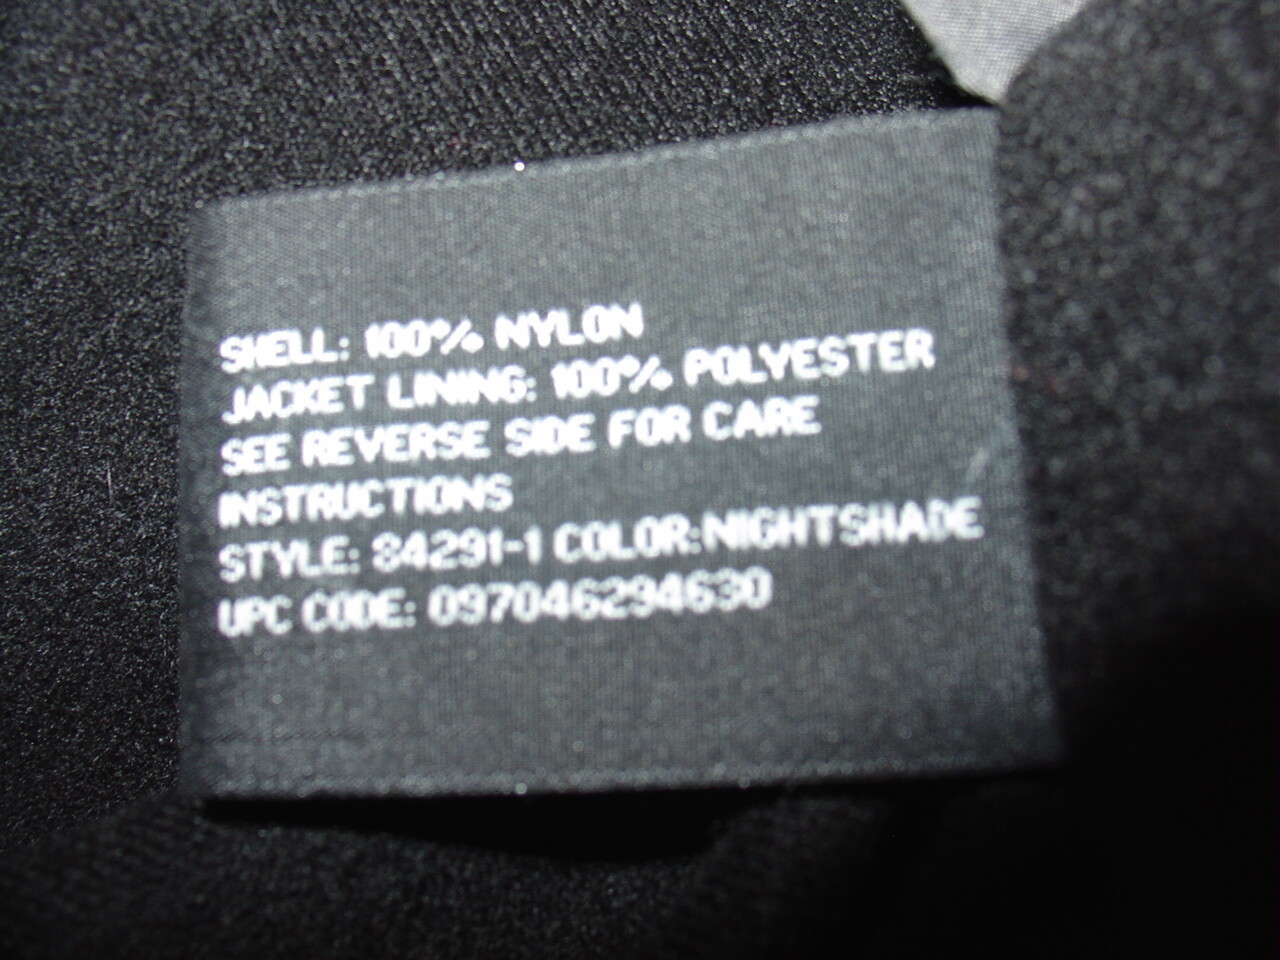 SHELL: 100% NYLON
JACKET LINING: 100% POLYESTER
SEE REVERSE SIDE FOR CARE
INSTRUCTIONS
STYLE: 84291-1 COLOR:NIGHTSHADE
UPC CODE: 097046294630